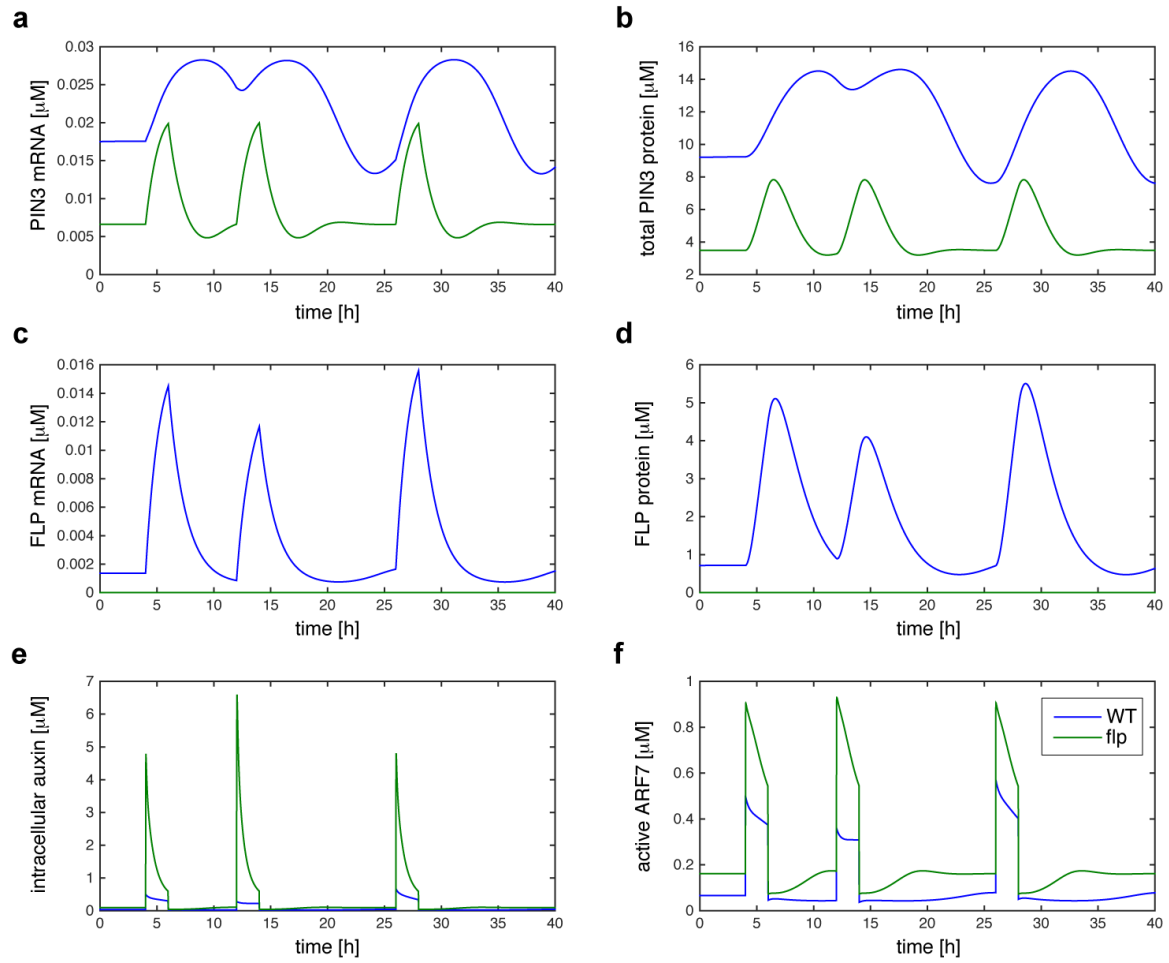 a
PIN3 mRNA [μM]
0.03
0.025
0.02
0.015
0.01
0.005
0
0 5 10 15 20 25 30 35 40
time [h]
b
total PIN3 protein [μM]
16
14
12
10
8
6
4
2
0 5 10 15 20 25 30 35 40
time [h]
c
FLP mRNA [μM]
0.016
0.014
0.012
0.01
0.008
0.006
0.004
0.002
0
0 5 10 15 20 25 30 35 40
time [h]
d
FLP protein [μM]
6
5
4
3
2
1
0
0 5 10 15 20 25 30 35 40
time [h]
e
intracellular auxin [μM]
7
6
5
4
3
2
1
0
0 5 10 15 20 25 30 35 40
time [h]
f
active ARF7 [μM]
1
0.8
0.6
0.4
0.2
0
0 5 10 15 20 25 30 35 40
time [h]
WT
flp